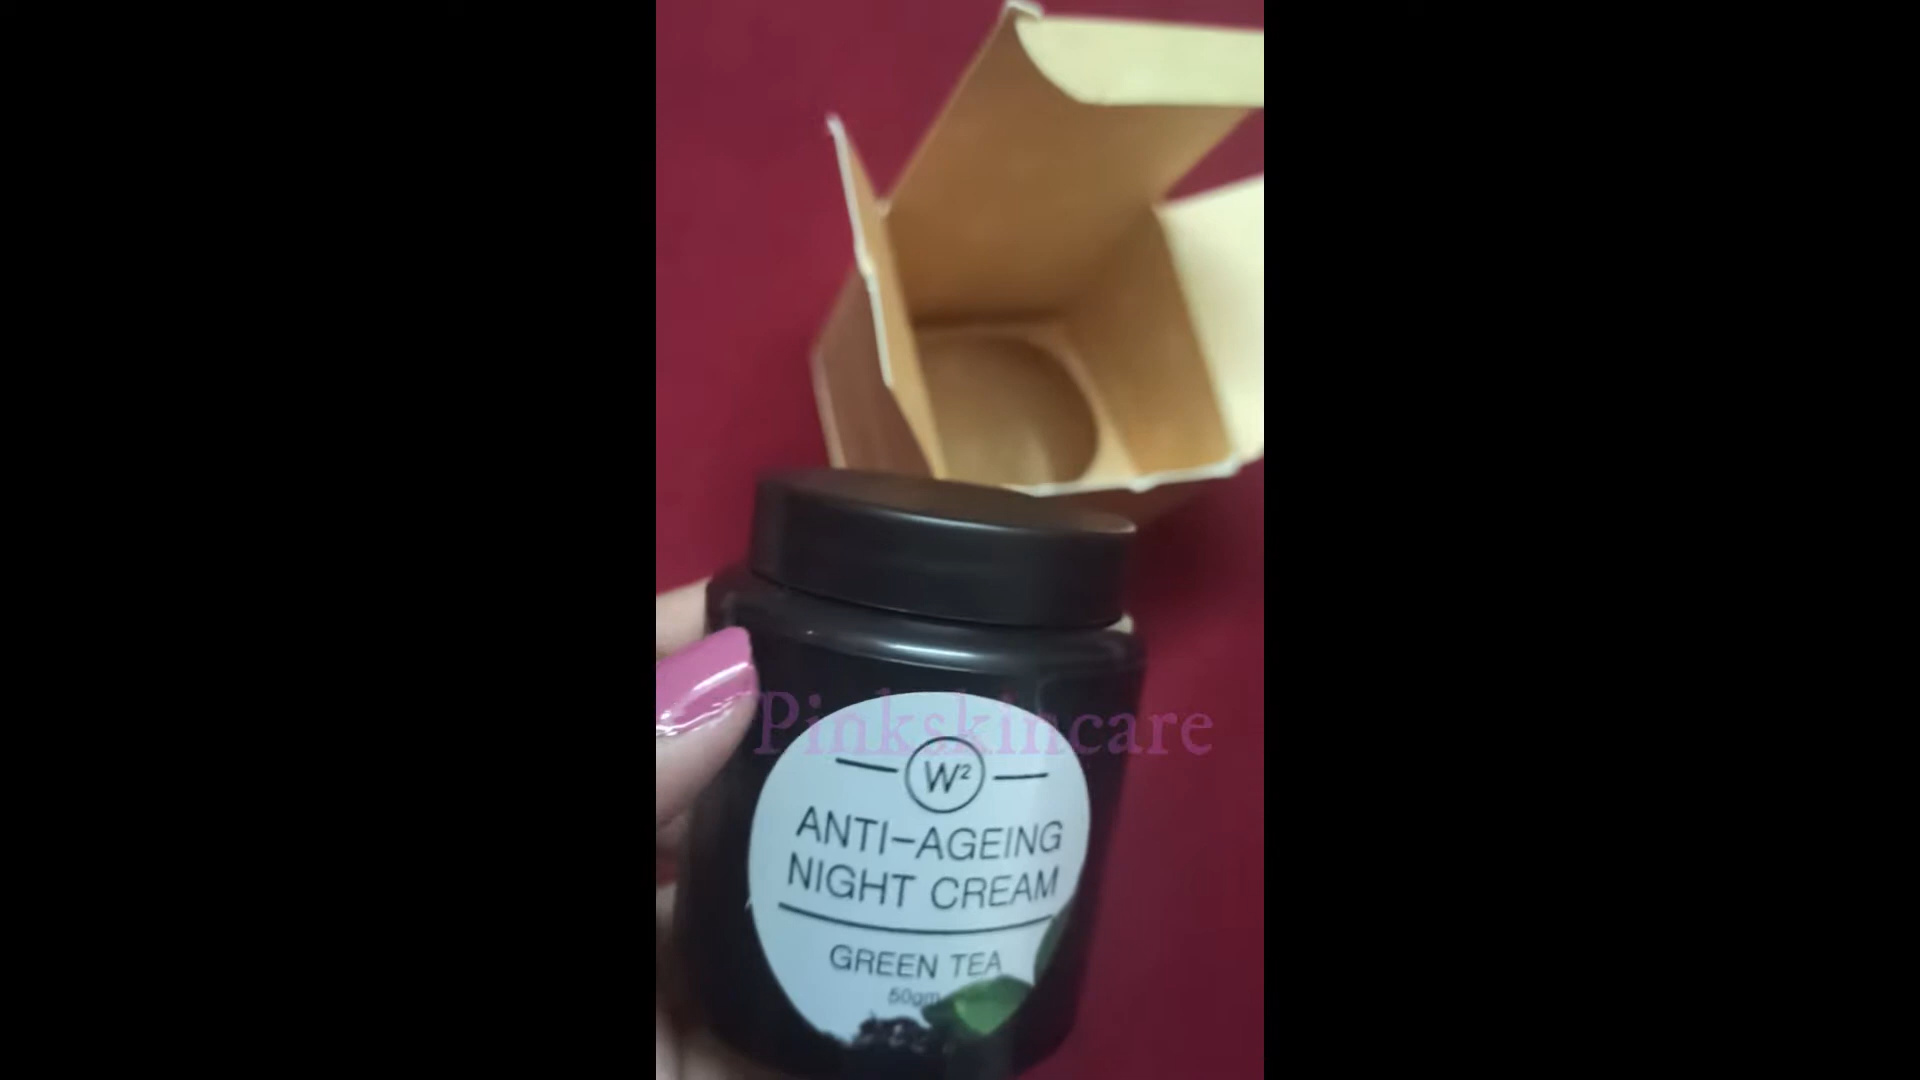 Pinkskincare
W²
ANTI-AGEING
NIGHT CREAM
GREEN TEA
50gm